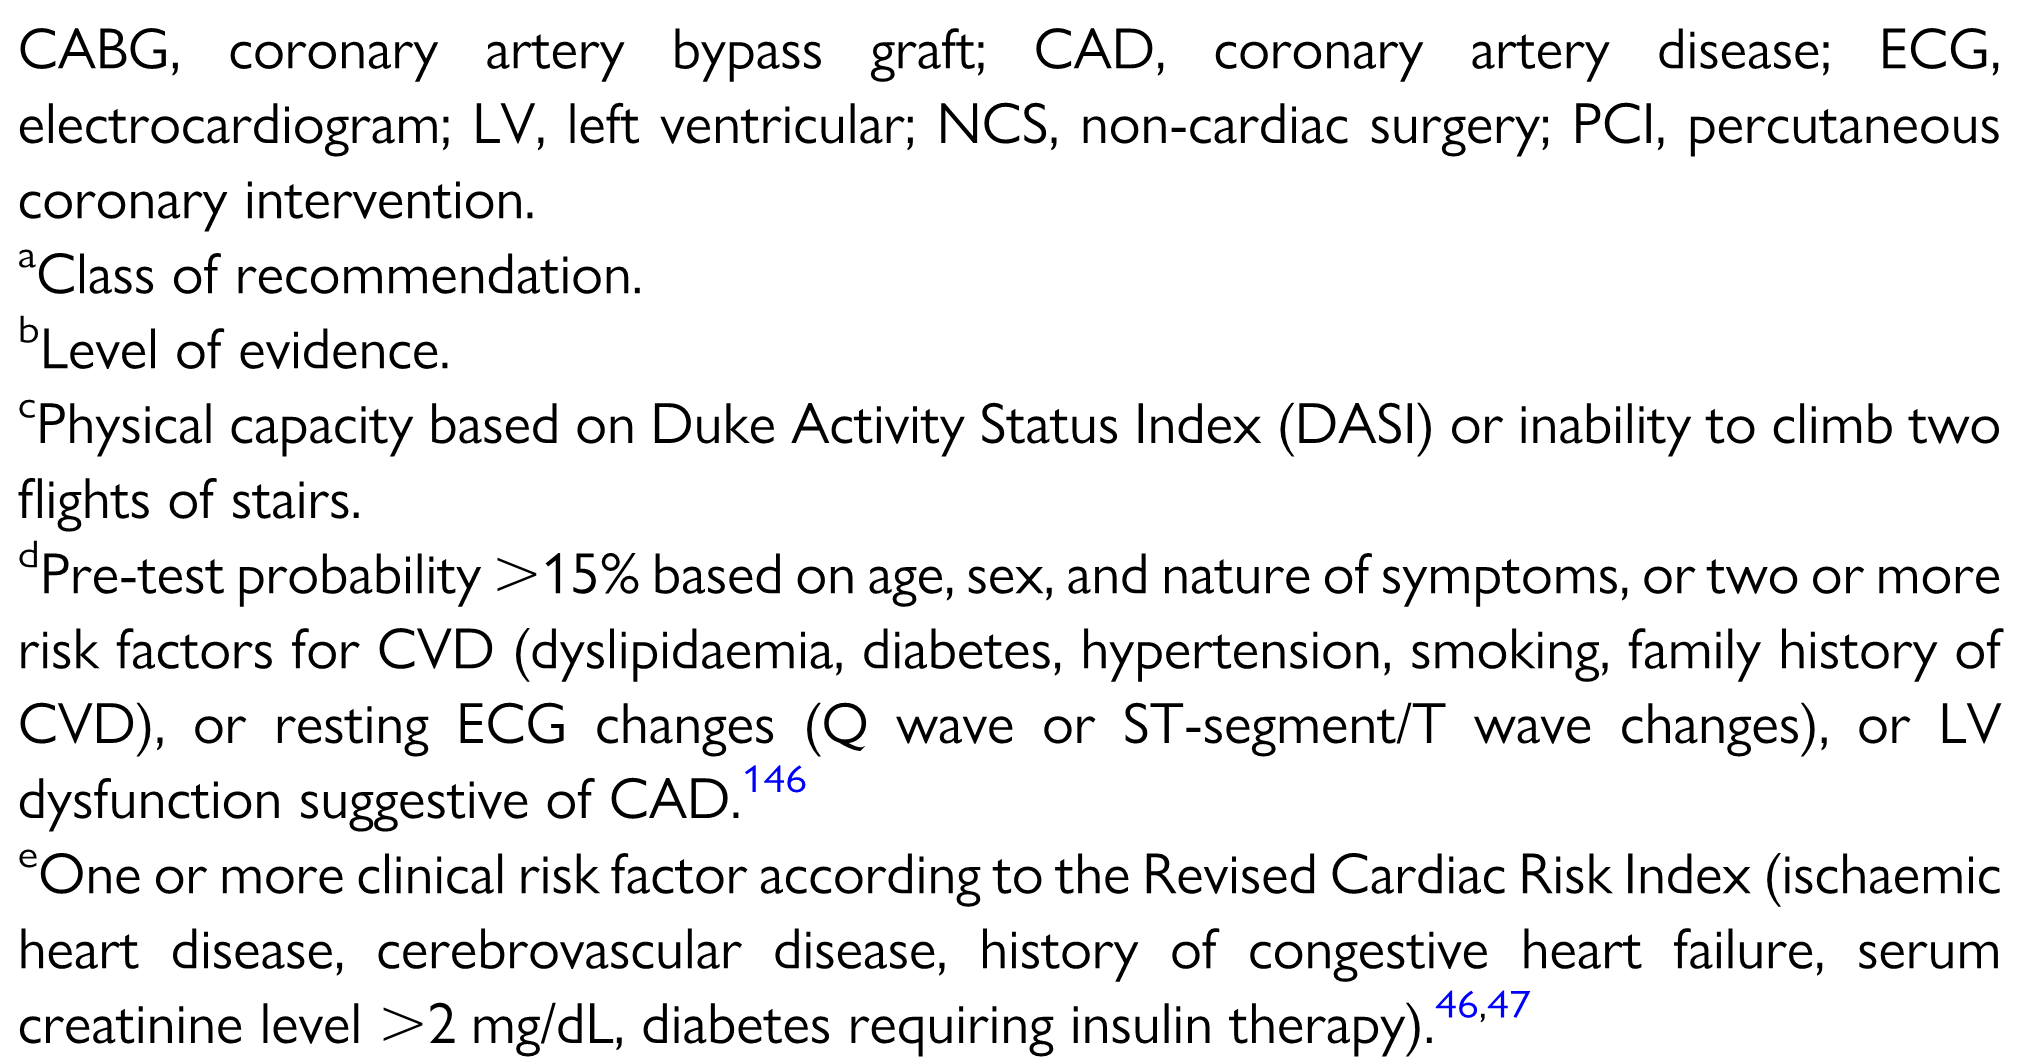 CABG, coronary artery bypass graft; CAD, coronary artery disease; ECG,
electrocardiogram; LV, left ventricular; NCS, non-cardiac surgery; PCI, percutaneous
coronary intervention.
aClass of recommendation.
bLevel of evidence.
cPhysical capacity based on Duke Activity Status Index (DASI) or inability to climb two
flights of stairs.
dPre-test probability >15% based on age, sex, and nature of symptoms, or two or more
risk factors for CVD (dyslipidaemia, diabetes, hypertension, smoking, family history of
CVD), or resting ECG changes (Q wave or ST-segment/T wave changes), or LV
dysfunction suggestive of CAD.146
eOne or more clinical risk factor according to the Revised Cardiac Risk Index (ischaemic
heart disease, cerebrovascular disease, history of congestive heart failure, serum
creatinine level >2 mg/dL, diabetes requiring insulin therapy).46,47